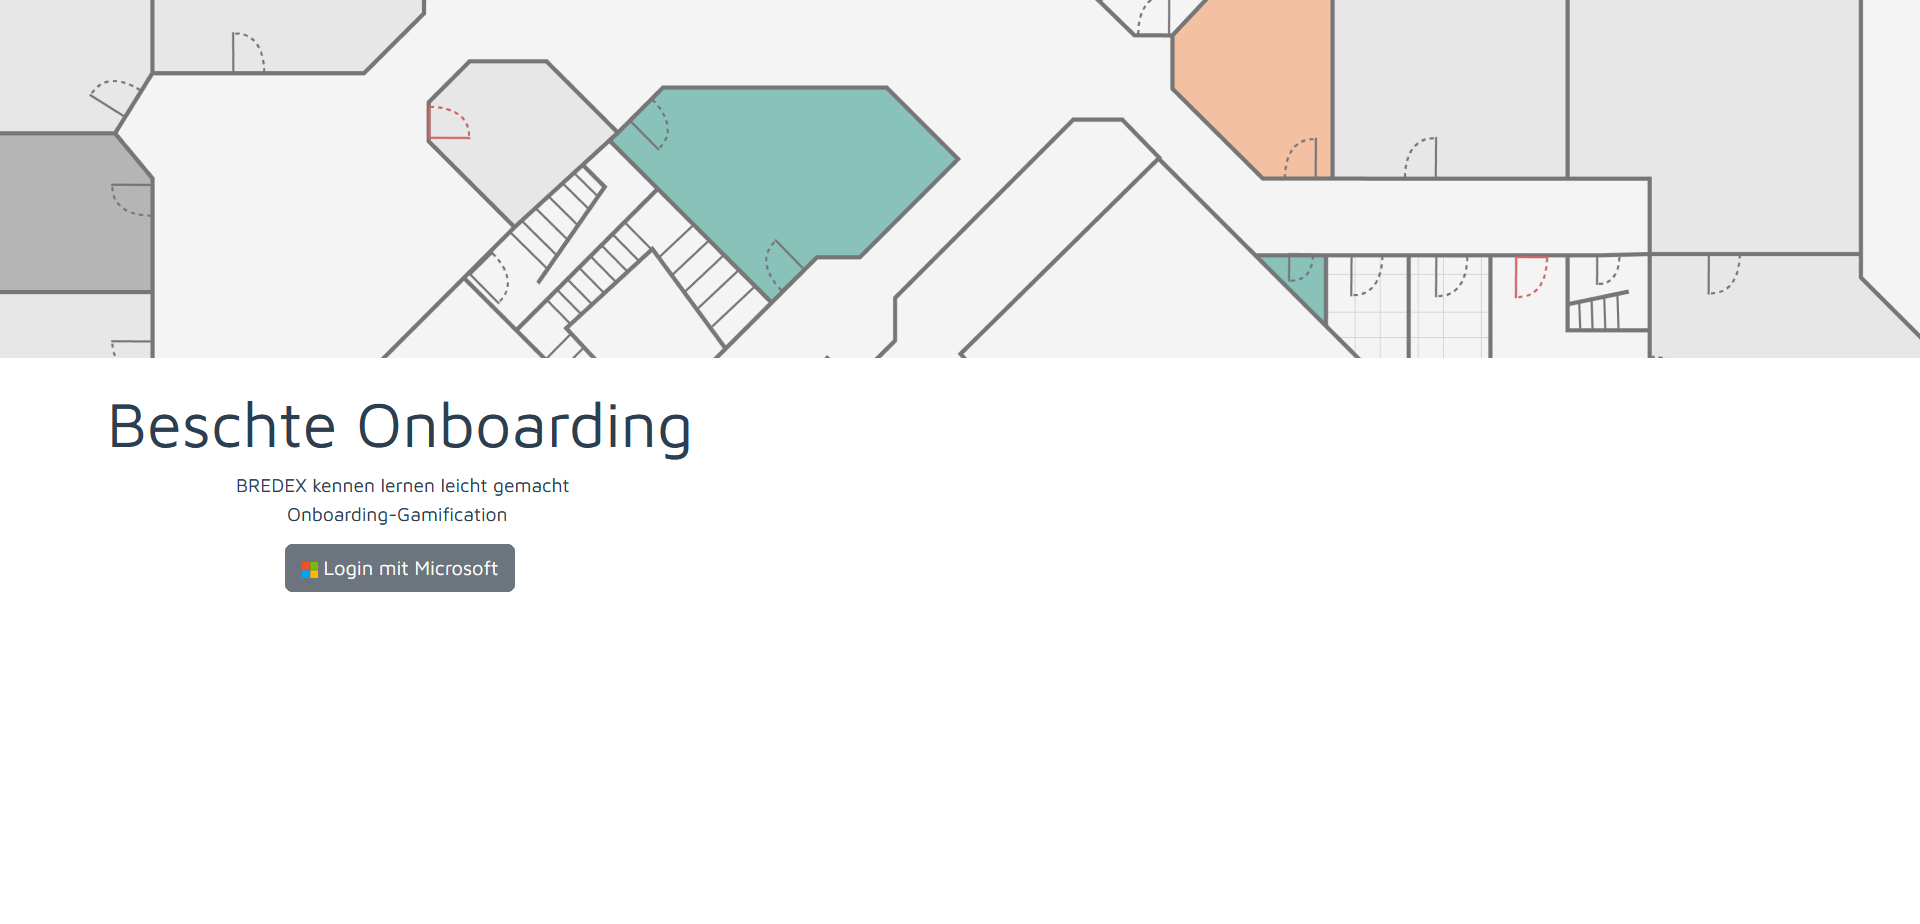 Beschte Onboarding
BREDEX kennen lernen leicht gemacht
Onboarding-Gamification
Login mit Microsoft